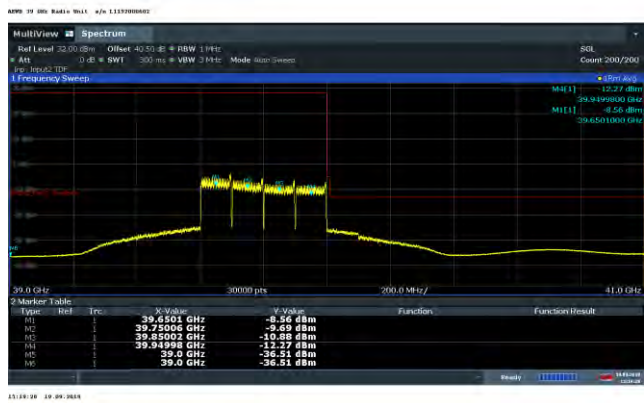 MultiView Spectrum
Ref Level 32.00 dBm Offset 40.50 dB RBW 1 MHz SGL
Att 0 dB SWT 300 ms VBW 3 MHz Mode Auto Sweep Count 200/200
1 Frequency Sweep 1Rm Avg
M4[1] -12.27 dBm
39.9499800 GHz
M1[1] -8.56 dBm
39.6501000 GHz
39.0 GHz 30000 pts 200.0 MHz/ 41.0 GHz
2 Marker Table
Type Ref Trc X-Value Y-Value Function Function Result
M1 1 39.6501 GHz -8.56 dBm
M2 1 39.75006 GHz -9.69 dBm
M3 1 39.85002 GHz -10.88 dBm
M4 1 39.94998 GHz -12.27 dBm
M5 1 39.0 GHz -36.51 dBm
M6 1 39.0 GHz -36.51 dBm
Ready